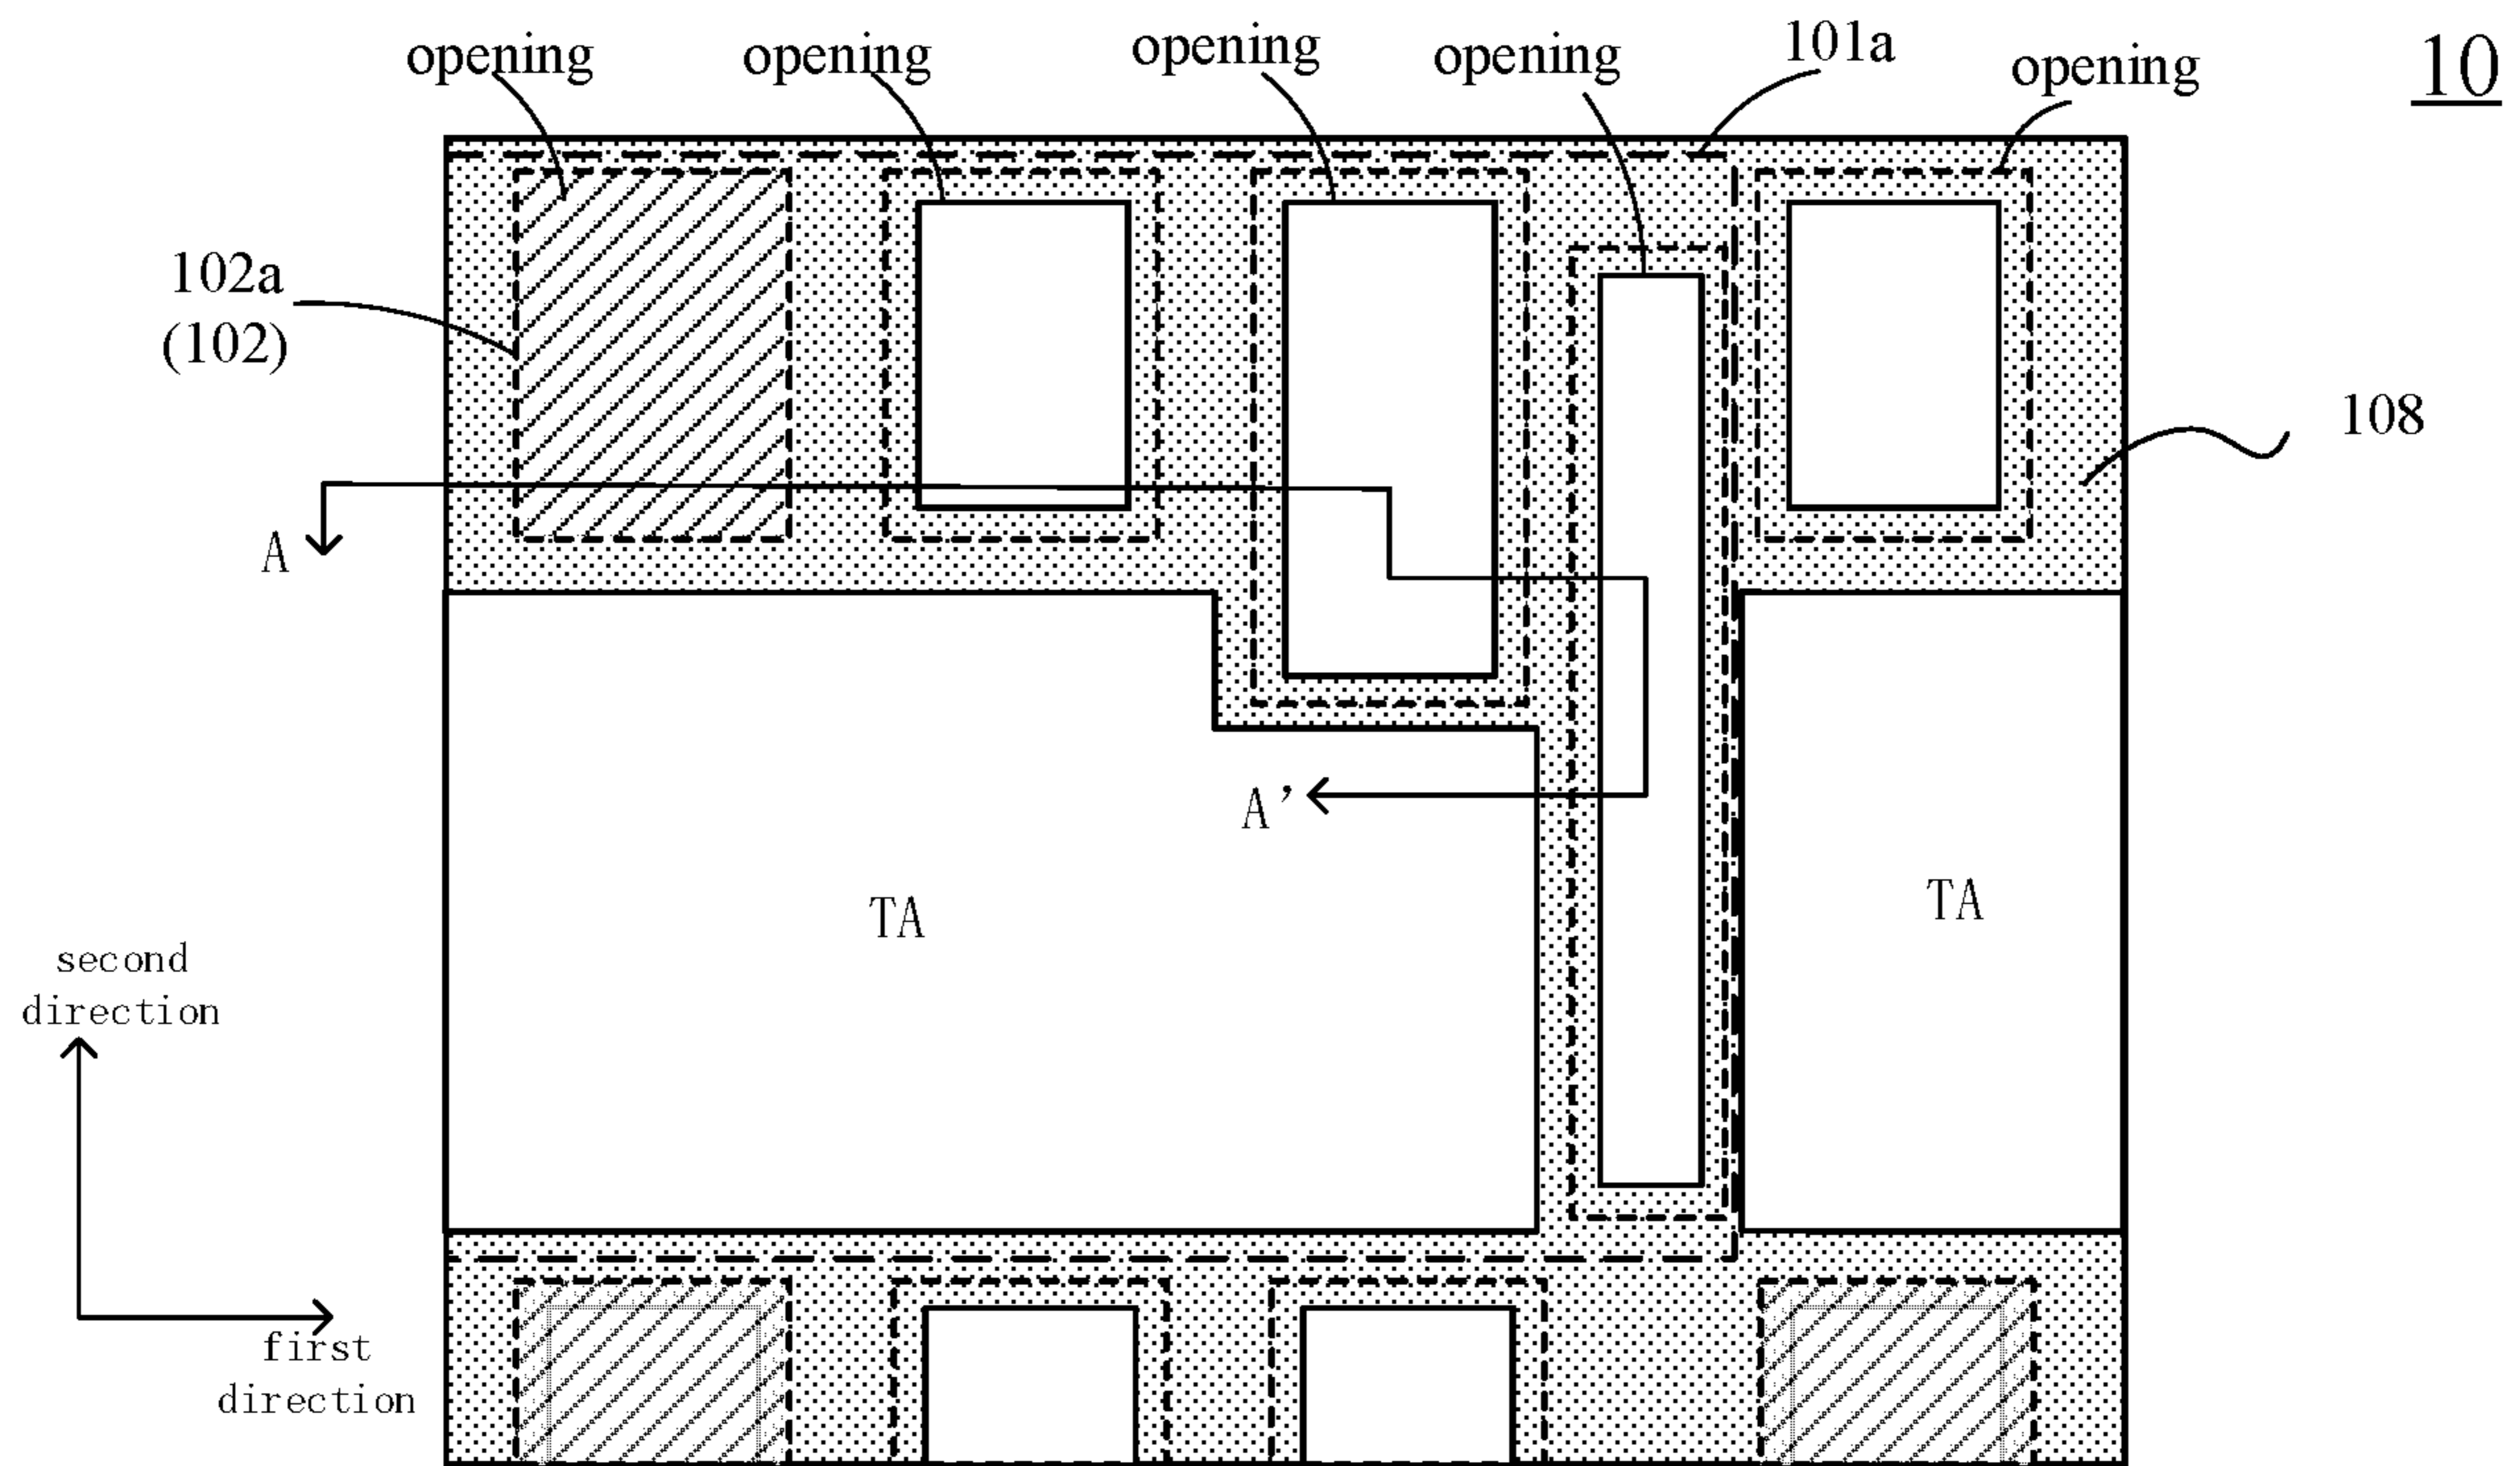 opening
opening
opening
opening
101a
opening
10
102a
(102)
108
A
A’
TA
TA
second
direction
first
direction